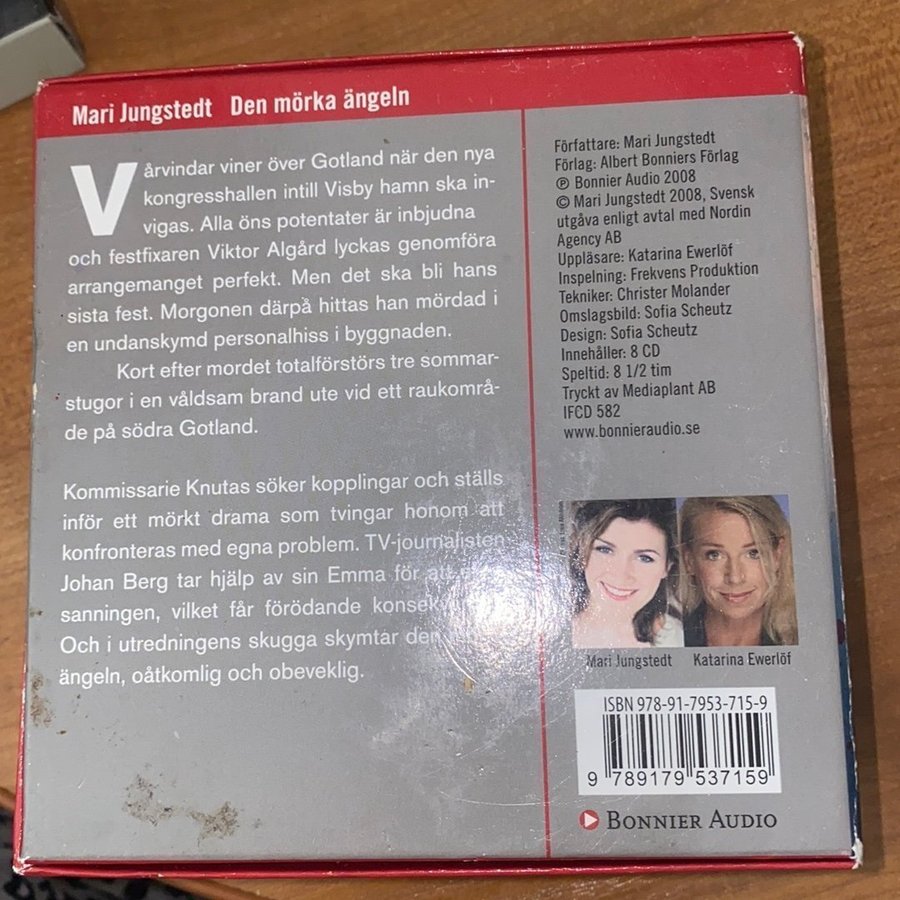 Mari Jungstedt Den mörka ängeln
Vårvindar viner över Gotland när den nya
kongresshallen intill Visby hamn ska in-
vigas. Alla öns potentater är inbjudna
och festfixaren Viktor Algård lyckas genomföra
arrangemanget perfekt. Men det ska bli hans
sista fest. Morgonen därpå hittas han mördad i
en undanskymd personalhiss i byggnaden.
Kort efter mordet totalförstörs tre sommar-
stugor i en våldsam brand ute vid ett raukområ-
de på södra Gotland.
Kommissarie Knutas söker kopplingar och ställs
inför ett mörkt drama som tvingar honom att
konfronteras med egna problem. TV-journalisten
Johan Berg tar hjälp av sin Emma för att
sanningen, vilket får förödande
Och i utredningens skugga skymtar den
ängeln, oåtkomlig och obeveklig.
Författare: Mari Jungstedt
Förlag: Albert Bonniers Förlag
℗ Bonnier Audio 2008
© Mari Jungstedt 2008, Svensk
utgåva enligt avtal med Nordin
Agency AB
Uppläsare: Katarina Ewerlöf
Inspelning: Frekvens Produktion
Tekniker: Christer Molander
Omslagsbild: Sofia Scheutz
Design: Sofia Scheutz
Innehåller: 8 CD
Speltid: 8 1/2 tim
Tryckt av Mediaplant AB
IFCD 582
www.bonnieraudio.se
Mari Jungstedt Katarina Ewerlöf
ISBN 978-91-7953-715-9
9 789179 537159
BONNIER AUDIO